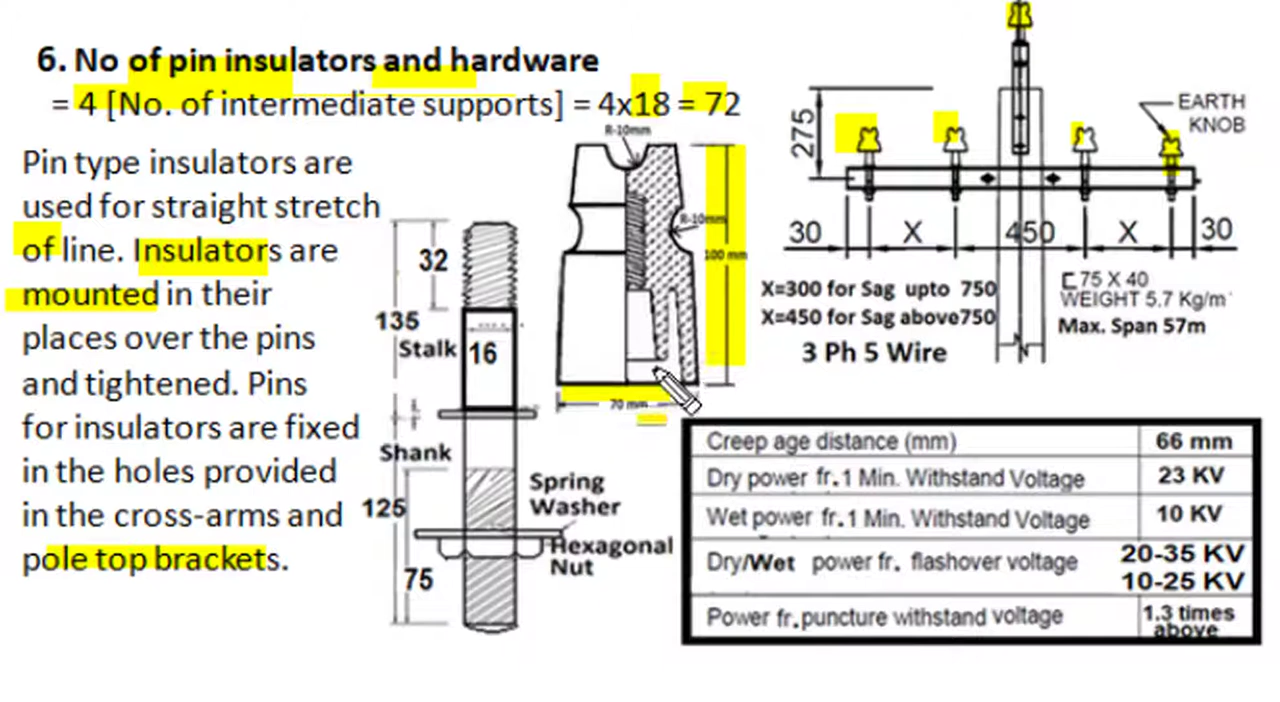 6. No of pin insulators and hardware
= 4 [No. of intermediate supports] = 4x18 = 72
Pin type insulators are
used for straight stretch
of line. Insulators are
mounted in their
places over the pins
and tightened. Pins
for insulators are fixed
in the holes provided
in the cross-arms and
pole top brackets.
32
135
Stalk 16
Shank
125
75
Spring
Washer
Hexagonal
Nut
R-10mm
R-10mm
100 mm
70 mm
275
EARTH
KNOB
30 X 450 X 30
X=300 for Sag upto 750
X=450 for Sag above750
3 Ph 5 Wire
75 X 40
WEIGHT 5.7 Kg/m
Max. Span 57m
Creep age distance (mm) 66 mm
Dry power fr.1 Min. Withstand Voltage 23 KV
Wet power fr.1 Min. Withstand Voltage 10 KV
Dry/Wet power fr. flashover voltage 20-35 KV
10-25 KV
Power fr.puncture withstand voltage 1.3 times
above